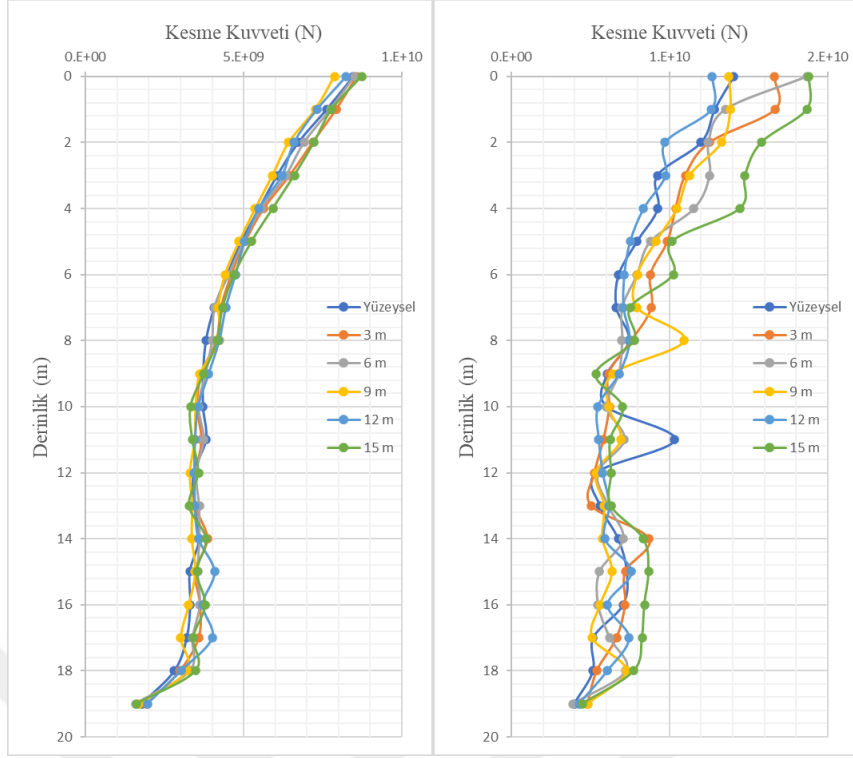 Kesme Kuvveti (N)
0.E+00 5.E+09 1.E+10
0
2
4
6
8
10
12
14
16
18
20
Derinlik (m)
Yüzeysel
3 m
6 m
9 m
12 m
15 m
Kesme Kuvveti (N)
0.E+00 1.E+10 2.E+10
0
2
4
6
8
10
12
14
16
18
20
Derinlik (m)
Yüzeysel
3 m
6 m
9 m
12 m
15 m